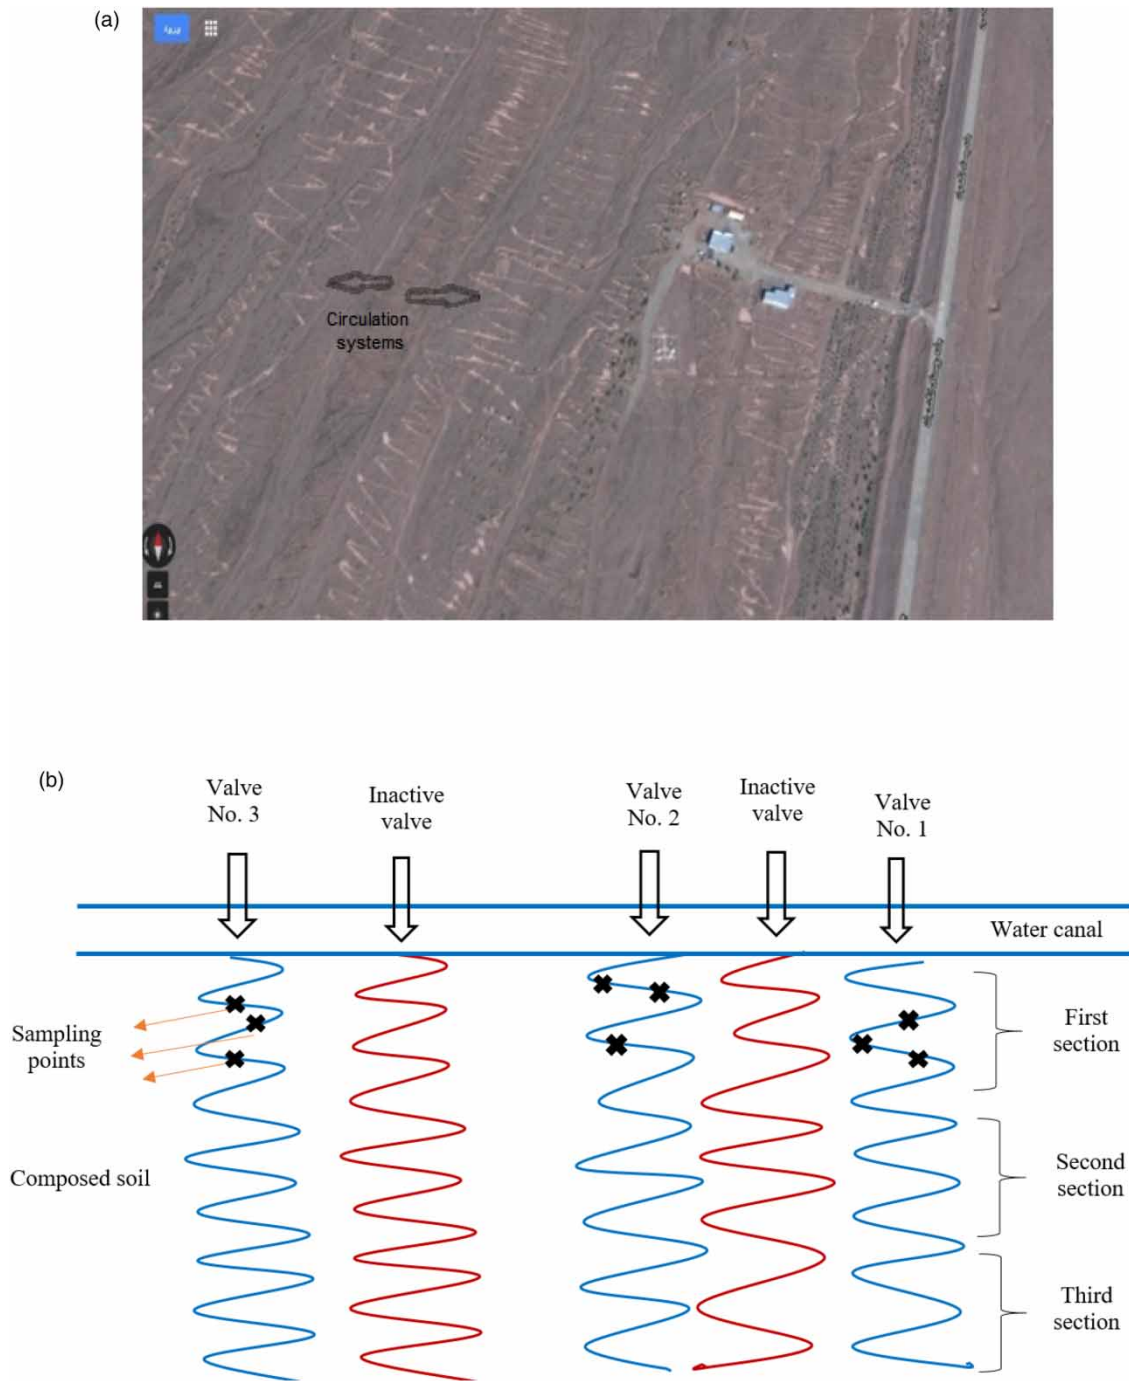 (a)
Circulation
systems
(b)
Valve
No. 3
Inactive
valve
Valve
No. 2
Inactive
valve
Valve
No. 1
Water canal
Sampling
points
First
section
Composed soil
Second
section
Third
section